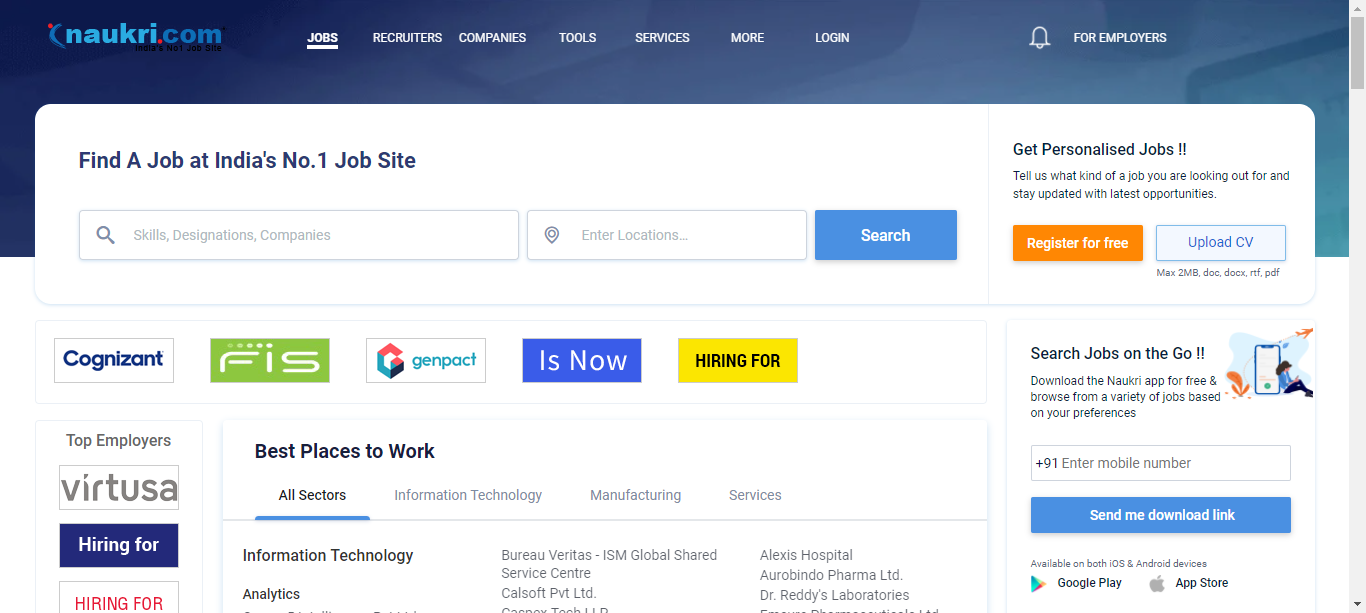 naukri.com
India's No1 Job Site
JOBS
RECRUITERS
COMPANIES
TOOLS
SERVICES
MORE
LOGIN
FOR EMPLOYERS
Find A Job at India's No.1 Job Site
Skills, Designations, Companies
Enter Locations...
Search
Get Personalised Jobs !!
Tell us what kind of a job you are looking out for and
stay updated with latest opportunities.
Register for free
Upload CV
Max 2MB, doc, docx, rtf, pdf
Cognizant
FIS
genpact
Is Now
HIRING FOR
Search Jobs on the Go !!
Download the Naukri app for free &
browse from a variety of jobs based
on your preferences
+91 Enter mobile number
Send me download link
Available on both iOS & Android devices
Google Play
App Store
Top Employers
virtusa
Hiring for
HIRING FOR
Best Places to Work
All Sectors
Information Technology
Manufacturing
Services
Information Technology
Analytics
Bureau Veritas - ISM Global Shared
Service Centre
Calsoft Pvt Ltd.
Alexis Hospital
Aurobindo Pharma Ltd.
Dr. Reddy's Laboratories